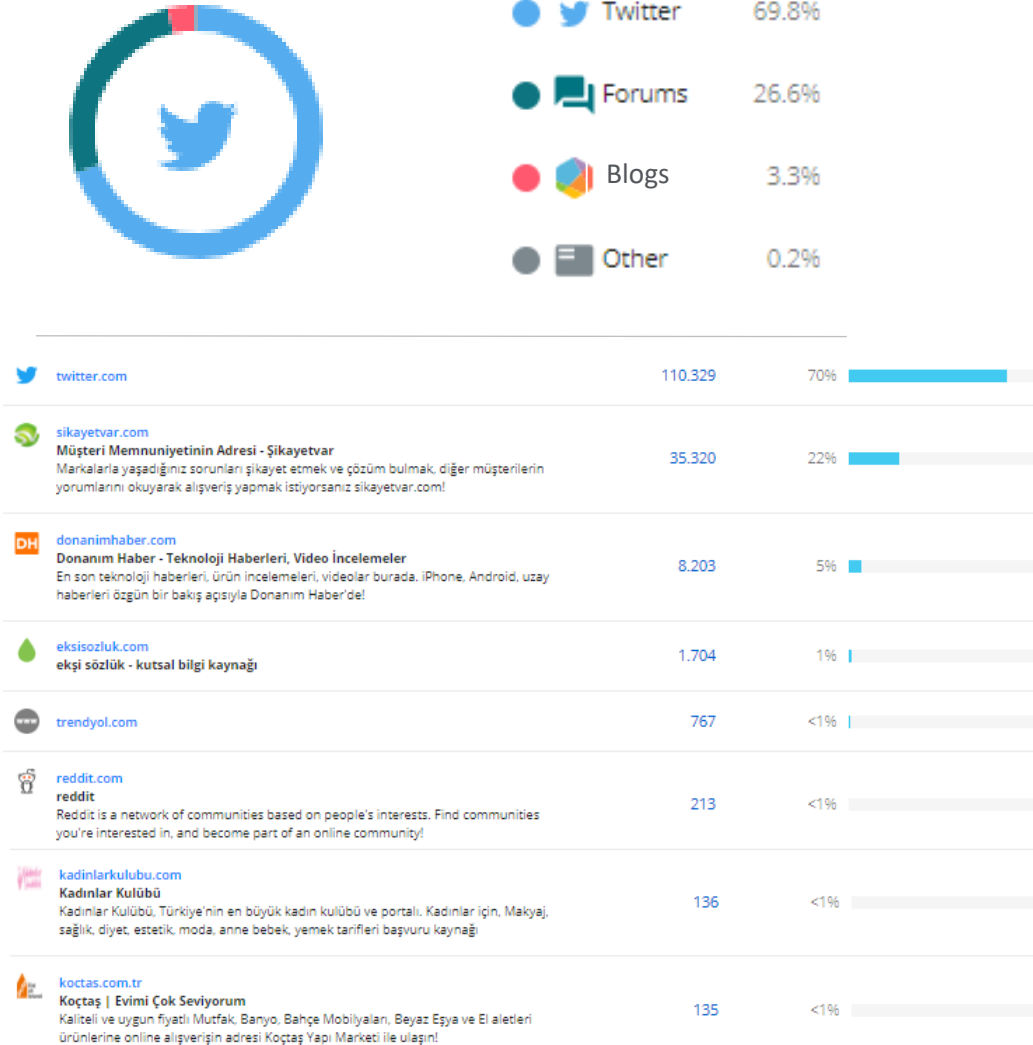 Twitter 69.8%
Forums 26.6%
Blogs 3.3%
Other 0.2%
twitter.com 110.329 70%
sikayetvar.com
Müşteri Memnuniyetinin Adresi - Şikayetvar
Markalarla yaşadığınız sorunları şikayet etmek ve çözüm bulmak, diğer müşterilerin
yorumlarını okuyarak alışveriş yapmak istiyorsanız sikayetvar.com!
35.320 22%
DH
donanimhaber.com
Donanım Haber - Teknoloji Haberleri, Video İncelemeler
En son teknoloji haberleri, ürün incelemeleri, videolar burada. iPhone, Android, uzay
haberleri özgün bir bakış açısıyla Donanım Haber'de!
8.203 5%
eksisozluk.com
ekşi sözlük - kutsal bilgi kaynağı
1.704 1%
www
trendyol.com 767 <1%
reddit.com
reddit
Reddit is a network of communities based on people's interests. Find communities
you're interested in, and become part of an online community!
213 <1%
kadinlarkulubu.com
Kadınlar Kulübü
Kadınlar Kulübü, Türkiye'nin en büyük kadın kulübü ve portalı. Kadınlar için, Makyaj,
sağlık, diyet, estetik, moda, anne bebek, yemek tarifleri başvuru kaynağı
136 <1%
koctas.com.tr
Koçtaş | Evimi Çok Seviyorum
Kaliteli ve uygun fiyatlı Mutfak, Banyo, Bahçe Mobilyaları, Beyaz Eşya ve El aletleri
ürünlerine online alışverişin adresi Koçtaş Yapı Marketi ile ulaşın!
135 <1%